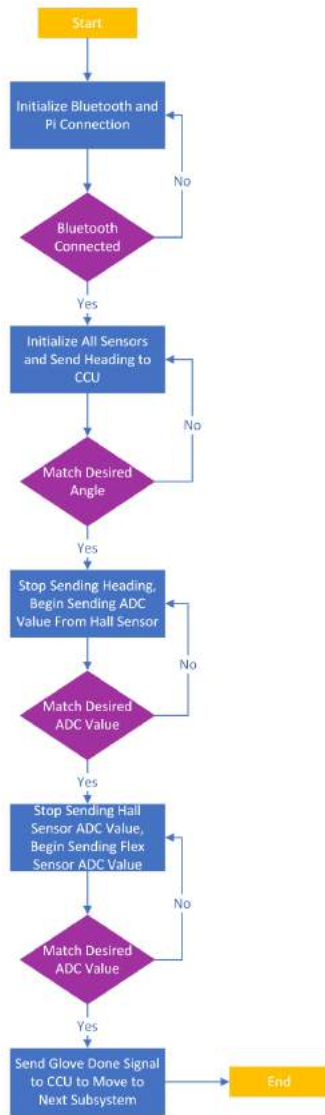 Start
Initialize Bluetooth and
Pi Connection
No
Bluetooth
Connected
Yes
Initialize All Sensors
and Send Heading to
CCU
No
Match Desired
Angle
Yes
Stop Sending Heading,
Begin Sending ADC
Value From Hall Sensor
No
Match Desired
ADC Value
Yes
Stop Sending Hall
Sensor ADC Value,
Begin Sending Flex
Sensor ADC Value
No
Match Desired
ADC Value
Yes
Send Glove Done Signal
to CCU to Move to
Next Subsystem
End